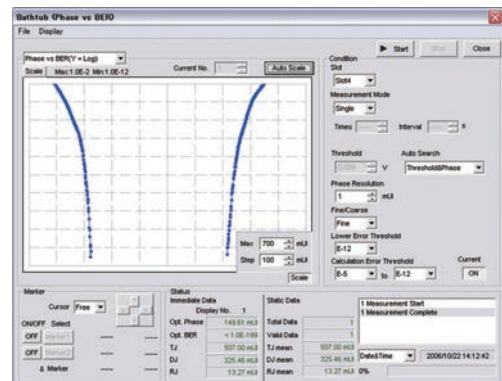 Bathtub (Phase vs BER)
File Display
Start Stop Close
Phase vs BER(Y = Log)
Current No. 1
Auto Scale
Scale Max:1.0E-2 Min:1.0E-12
Max 700 mUI
Step 100 mUI
Scale
Condition
Slot
Slot4
Measurement Mode
Single
Times Interval s
Threshold Auto Search
V Threshold&Phase
Phase Resolution
1 mUI
Fine/Coarse
Fine
Lower Error Threshold
E-12
Calculation Error Threshold Current
E-5 to E-12 ON
Marker
Cursor Free
ON/OFF Select
OFF Marker1 ---- ----
OFF Marker2 ---- ----
Δ Marker ---- ----
Status
Immediate Data
Display No. 1
Opt. Phase 149.61 mUI
Opt. BER < 1.0E-199
TJ 507.00 mUI
DJ 325.46 mUI
RJ 13.27 mUI
Static Data
Total Data 1
Valid Data 1
TJ mean 507.00 mUI
DJ mean 325.46 mUI
RJ mean 13.27 mUI
1 Measurement Start
1 Measurement Complete
Date&Time 2006/10/22 14:12:42
0%